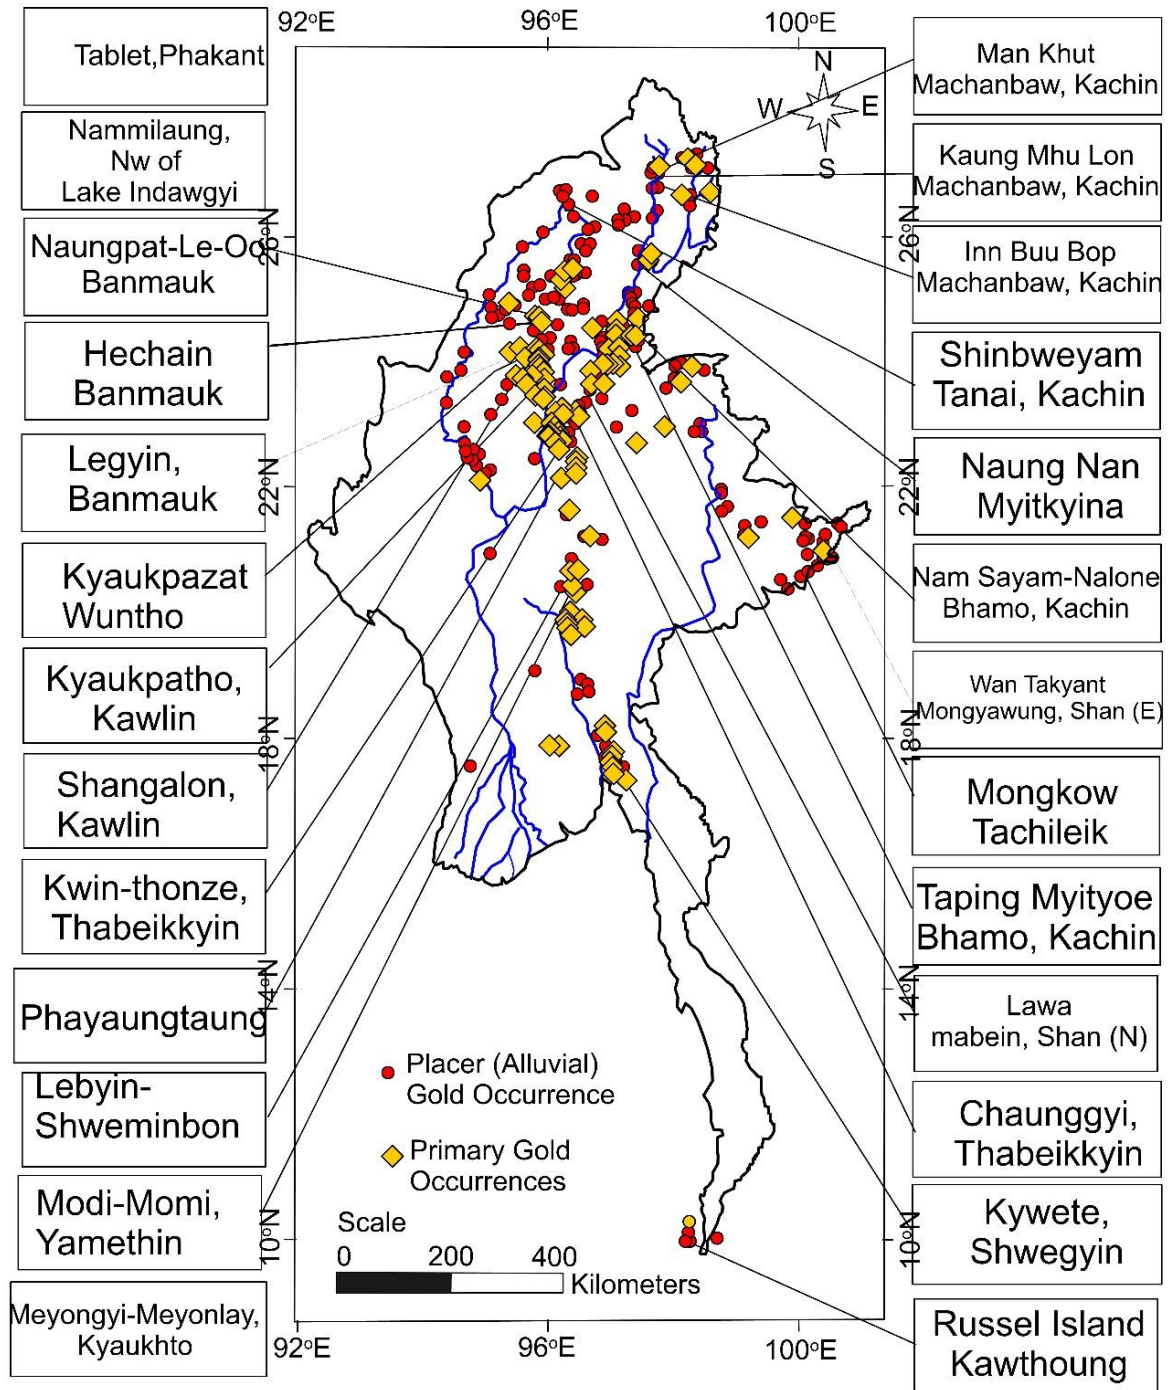 92°E
96°E
100°E
Tablet,Phakant
Nammilaung,
Nw of
Lake Indawgyi
Naungpat-Le-Oo
Banmauk
Hechain
Banmauk
Legyin,
Banmauk
Kyaukpazat
Wuntho
Kyaukpatho,
Kawlin
Shangalon,
Kawlin
Kwin-thonze,
Thabeikkyin
Phayaungtaung
Lebyin-
Shweminbon
Modi-Momi,
Yamethin
Meyongyi-Meyonlay,
Kyaukhto
26°N
22°N
18°N
14°N
10°N
N
W
E
S
Placer (Alluvial)
Gold Occurrence
Primary Gold
Occurrences
Scale
0 200 400
Kilometers
92°E
96°E
100°E
26°N
22°N
18°N
14°N
10°N
Man Khut
Machanbaw, Kachin
Kaung Mhu Lon
Machanbaw, Kachin
Inn Buu Bop
Machanbaw, Kachin
Shinbweyam
Tanai, Kachin
Naung Nan
Myitkyina
Nam Sayam-Nalone
Bhamo, Kachin
Wan Takyant
Mongyawung, Shan (E)
Mongkow
Tachileik
Taping Myityoe
Bhamo, Kachin
Lawa
mabein, Shan (N)
Chaunggyi,
Thabeikkyin
Kywete,
Shwegyin
Russel Island
Kawthoung